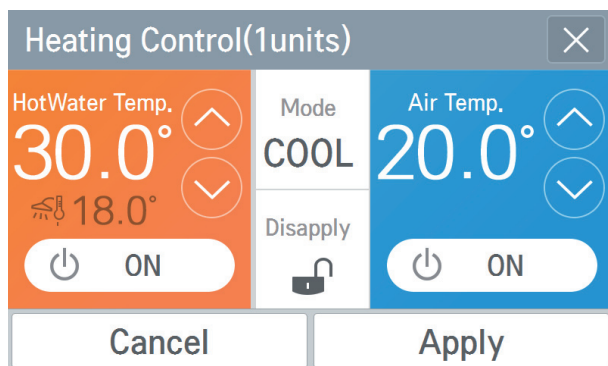 Heating Control(1units)
HotWater Temp.
30.0°
18.0°
ON
Mode
COOL
Disapply
Air Temp.
20.0°
ON
Cancel
Apply